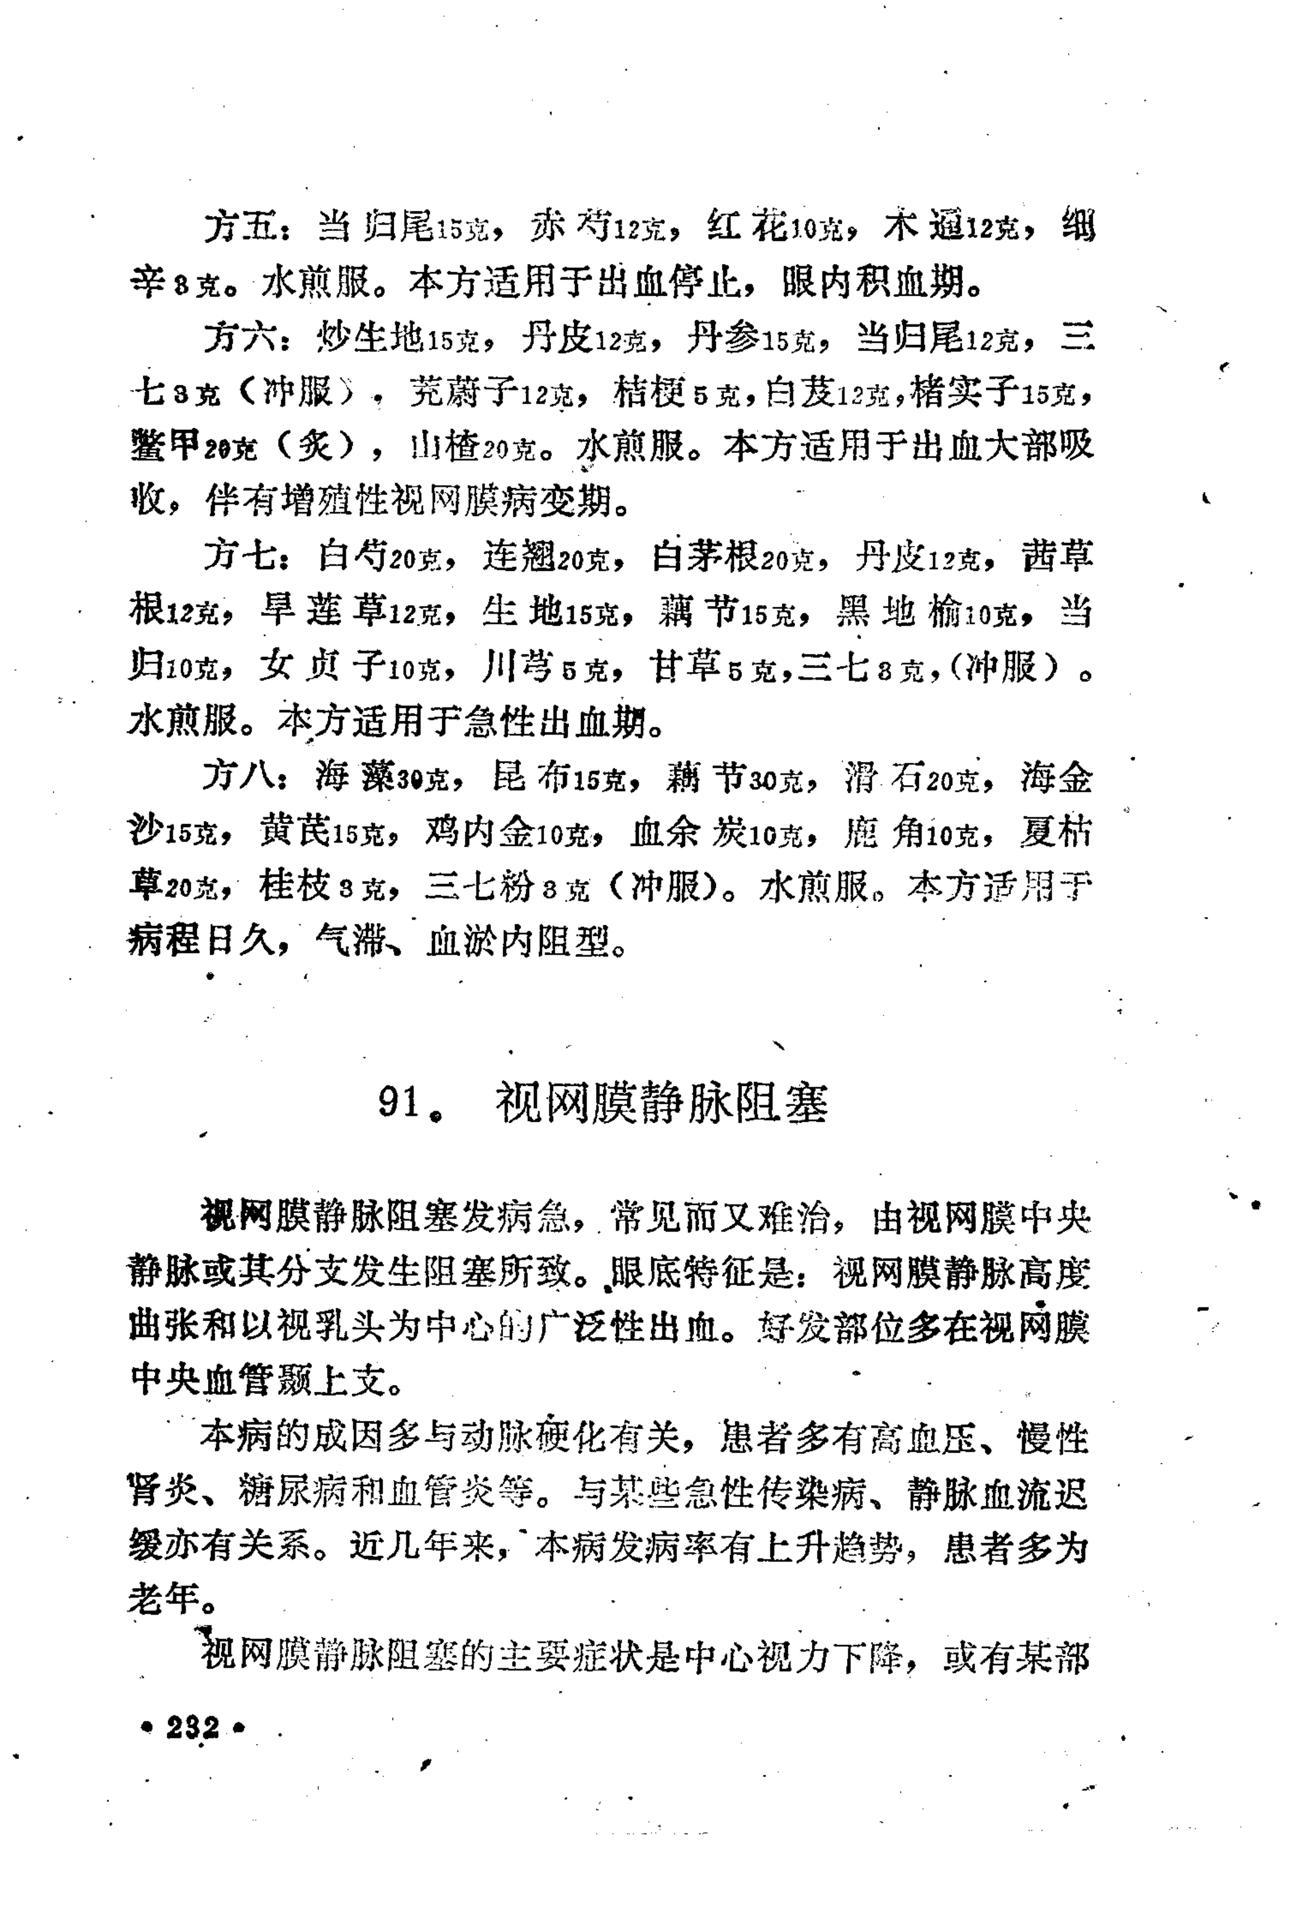 方五：当归尾15克，赤芍12克，红花10克，木通12克，细
辛3克。水煎服。本方适用于出血停止，眼内积血期。
方六：炒生地15克，丹皮12克，丹参15克，当归尾12克，三
七3克（冲服），茺蔚子12克，桔梗5克，白芨12克，楮实子15克，
鳖甲20克（炙），山楂20克。水煎服。本方适用于出血大部吸
收，伴有增殖性视网膜病变期。
方七：白芍20克，连翘20克，白茅根20克，丹皮12克，茜草
根12克，旱莲草12克，生地15克，藕节15克，黑地榆10克，当
归10克，女贞子10克，川芎5克，甘草5克，三七3克，（冲服）。
水煎服。本方适用于急性出血期。
方八：海藻30克，昆布15克，藕节30克，滑石20克，海金
沙15克，黄芪15克，鸡内金10克，血余炭10克，鹿角10克，夏枯
草20克，桂枝3克，三七粉3克（冲服）。水煎服。本方适用于
病程日久，气滞、血淤内阻型。
91。视网膜静脉阻塞
视网膜静脉阻塞发病急，常见而又难治，由视网膜中央
静脉或其分支发生阻塞所致。眼底特征是：视网膜静脉高度
曲张和以视乳头为中心的广泛性出血。好发部位多在视网膜
中央血管颞上支。
本病的成因多与动脉硬化有关，患者多有高血压、慢性
肾炎、糖尿病和血管炎等。与某些急性传染病、静脉血流迟
缓亦有关系。近几年来，本病发病率有上升趋势，患者多为
老年。
视网膜静脉阻塞的主要症状是中心视力下降，或有某部
•232•